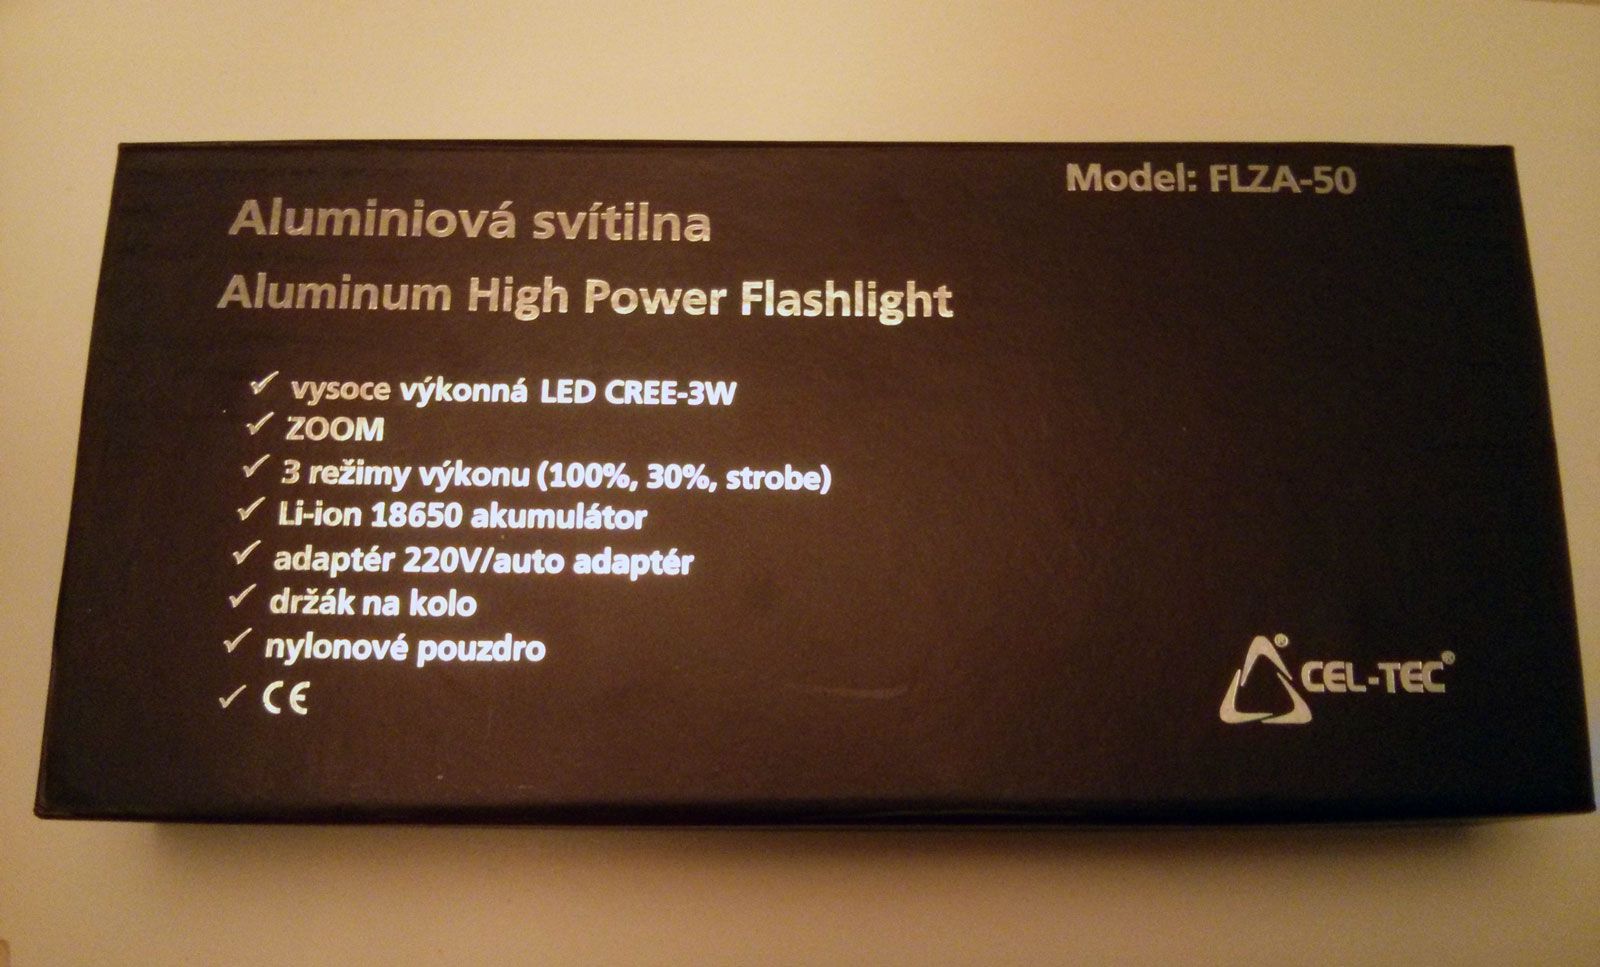 Model: FLZA-50
Aluminiová svítilna
Aluminum High Power Flashlight
✓ vysoce výkonná LED CREE-3W
✓ ZOOM
✓ 3 režimy výkonu (100%, 30%, strobe)
✓ Li-ion 18650 akumulátor
✓ adaptér 220V/auto adaptér
✓ držák na kolo
✓ nylonové pouzdro
✓ CE
® CEL-TEC®